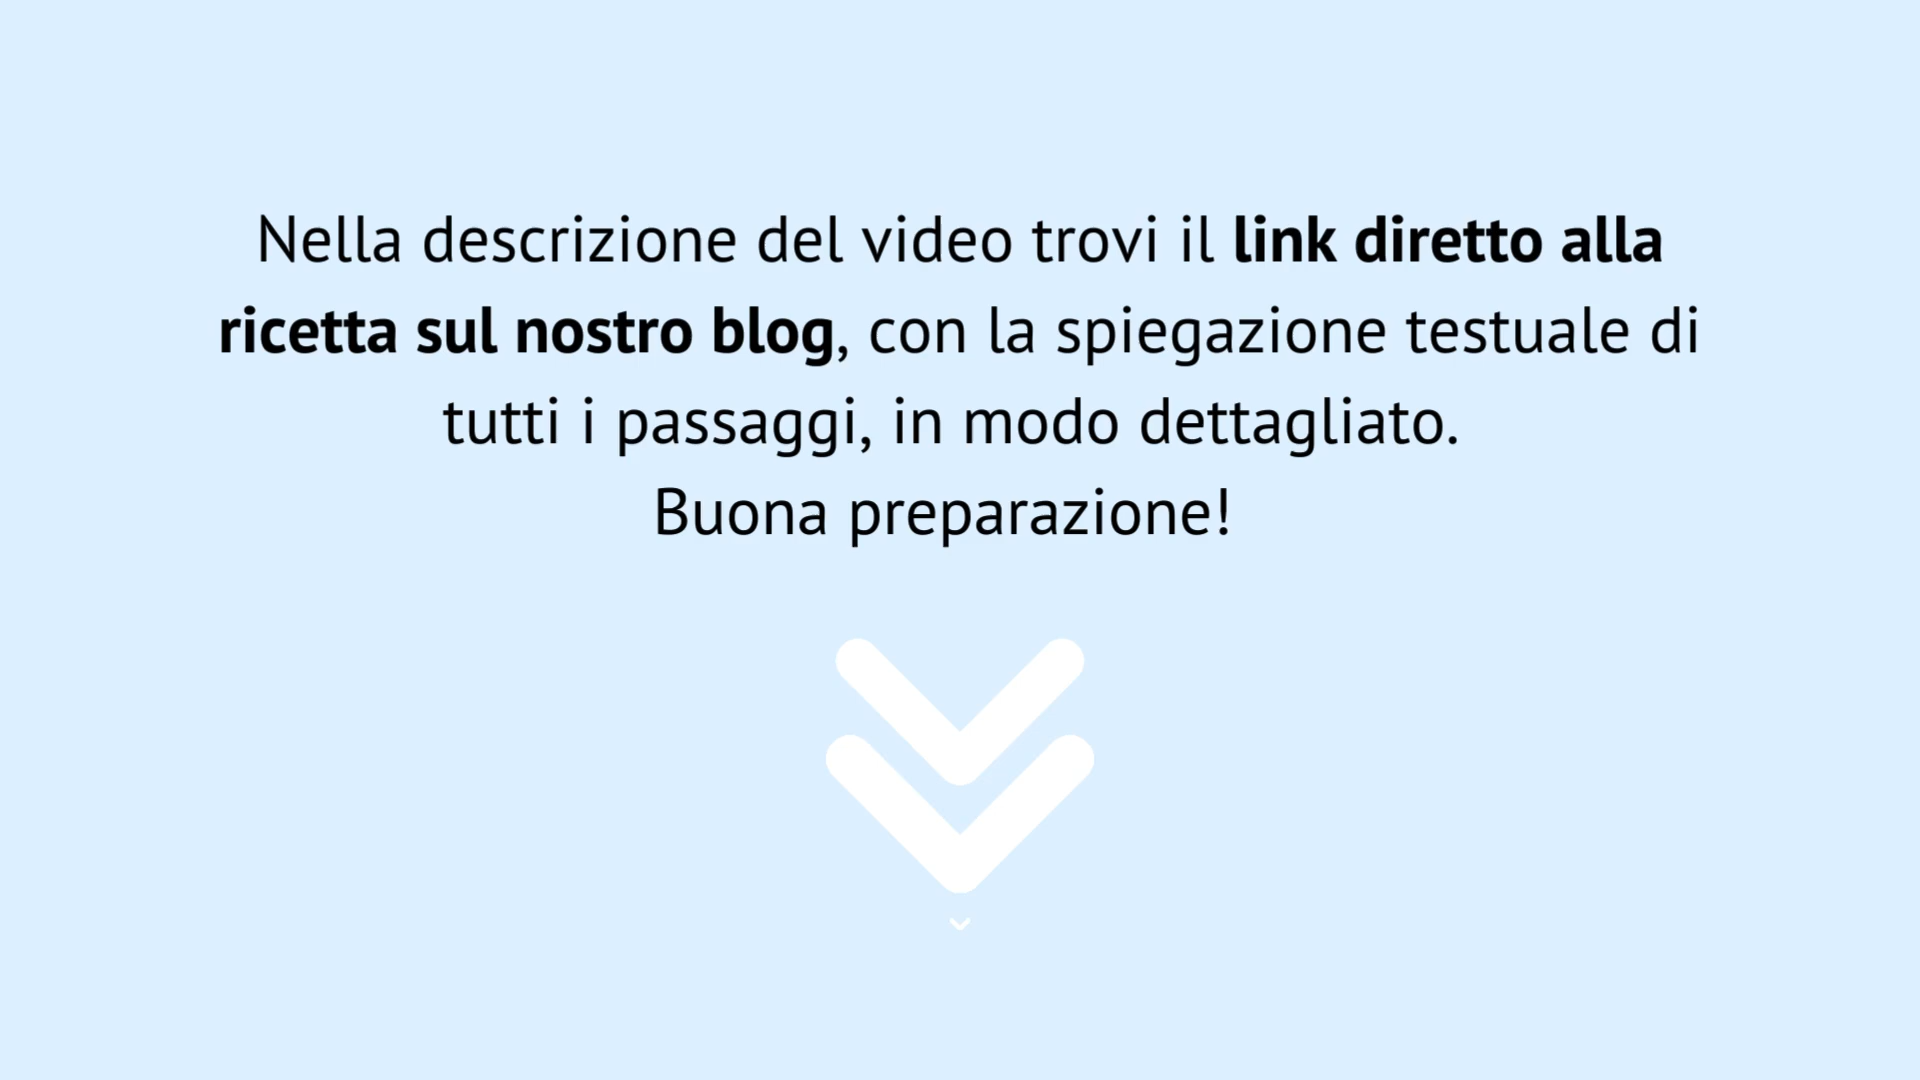 Nella descrizione del video trovi il link diretto alla
ricetta sul nostro blog, con la spiegazione testuale di
tutti i passaggi, in modo dettagliato.
Buona preparazione!